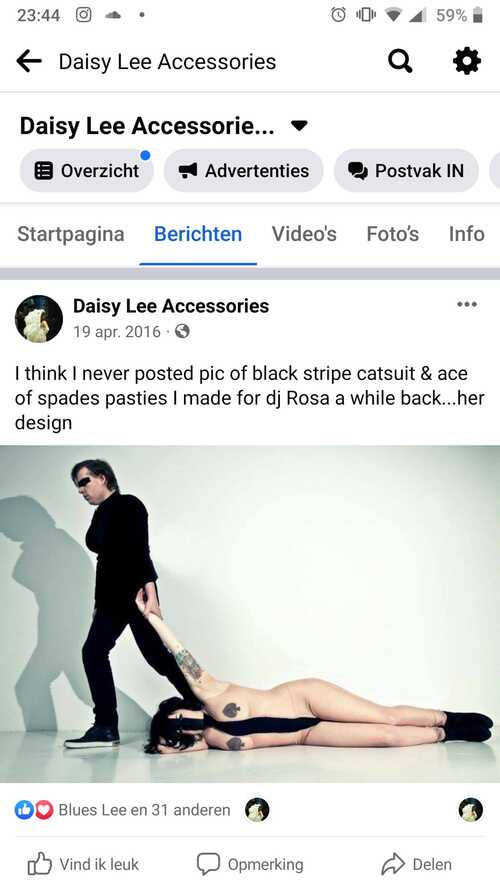 23:44
59%
Daisy Lee Accessories
Daisy Lee Accessorie...
Overzicht
Advertenties
Postvak IN
Startpagina
Berichten
Video's
Foto's
Info
Daisy Lee Accessories
19 apr. 2016 ·
I think I never posted pic of black stripe catsuit & ace
of spades pasties I made for dj Rosa a while back...her
design
Blues Lee en 31 anderen
Vind ik leuk
Opmerking
Delen